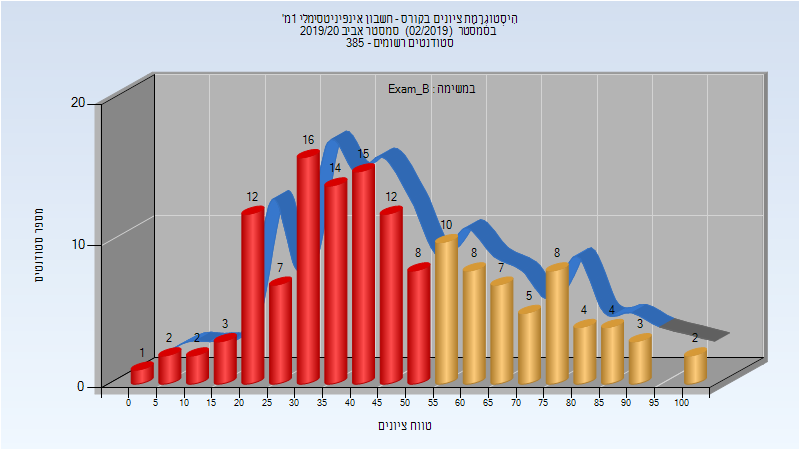 היסטוגרמת ציונים בקורס - חשבון אינפיניטסימלי 1מ'
בסמסטר (02/2019) סמסטר אביב 2019/20
סטודנטים רשומים - 385
במשימה : Exam_B
מספר סטודנטים
20
10
0
1 2 2 3 12 7 16 14 15 12 8 10 8 7 5 8 4 4 3 2
0 5 10 15 20 25 30 35 40 45 50 55 60 65 70 75 80 85 90 95 100
טווח ציונים